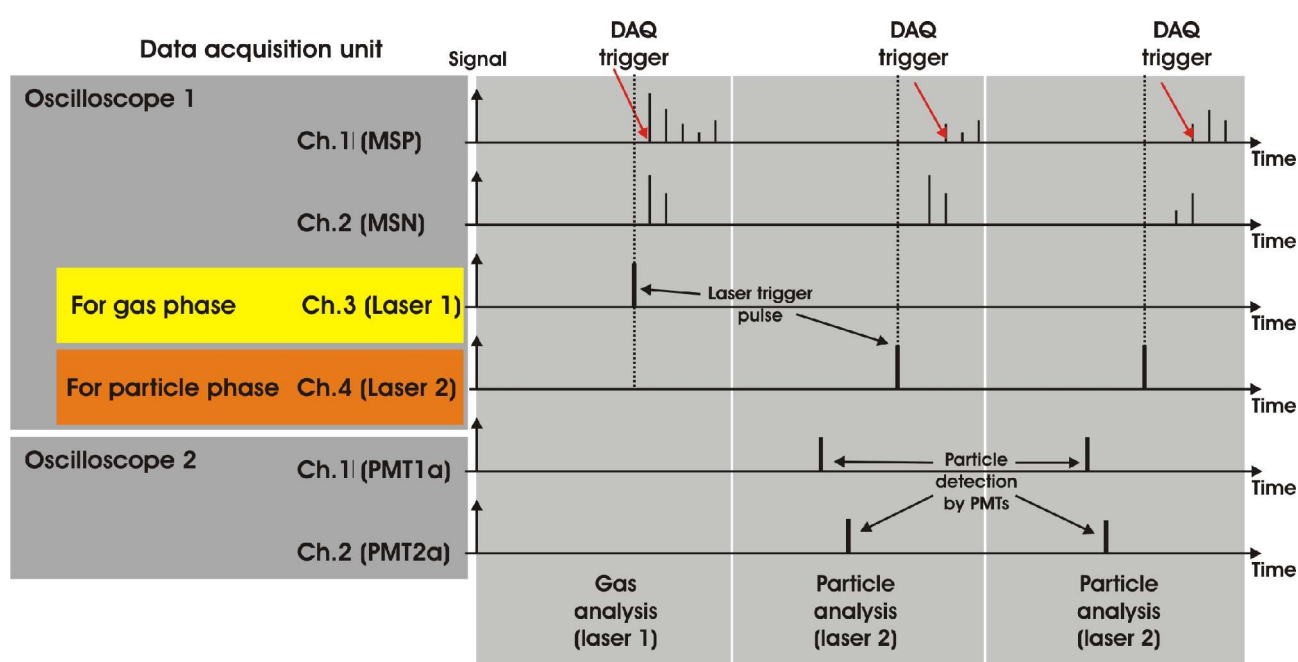 Data acquisition unit
Signal
DAQ
trigger
DAQ
trigger
DAQ
trigger
Oscilloscope 1
Ch.1| (MSP)
Time
Ch.2 (MSN)
Time
For gas phase Ch.3 (Laser 1)
Laser trigger
pulse
Time
For particle phase Ch.4 (Laser 2)
Time
Oscilloscope 2
Ch.1| (PMT1a)
Particle
detection
by PMTs
Time
Ch.2 (PMT2a)
Time
Gas
analysis
(laser 1)
Particle
analysis
(laser 2)
Particle
analysis
(laser 2)